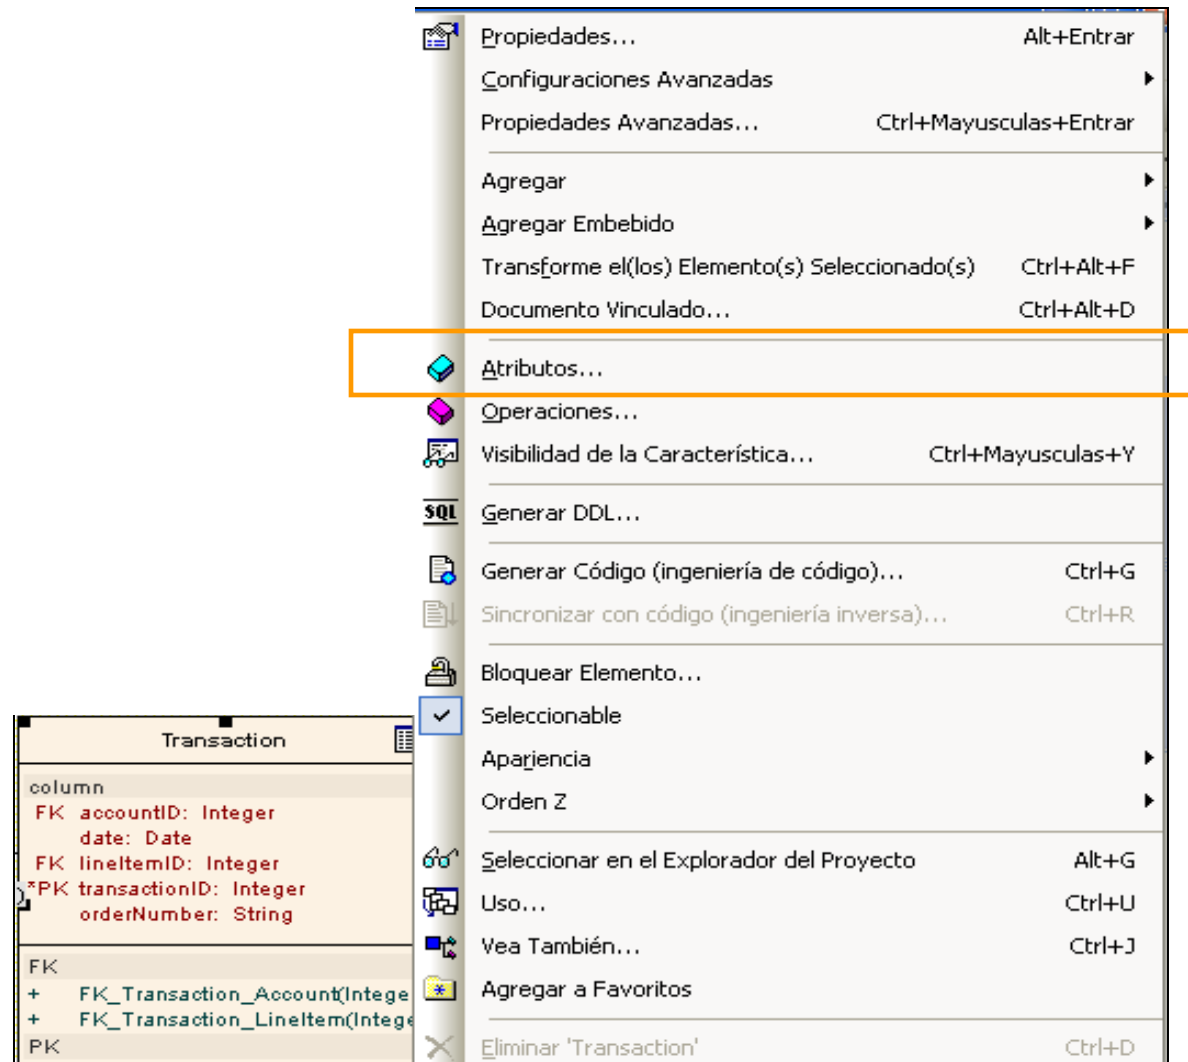 Propiedades... Alt+Entrar
Configuraciones Avanzadas
Propiedades Avanzadas... Ctrl+Mayusculas+Entrar
Agregar
Agregar Embebido
Transforme el(los) Elemento(s) Seleccionado(s) Ctrl+Alt+F
Documento Vinculado... Ctrl+Alt+D
Atributos...
Operaciones...
Visibilidad de la Característica... Ctrl+Mayusculas+Y
SQL Generar DDL...
Generar Código (ingeniería de código)... Ctrl+G
Sincronizar con código (ingeniería inversa)... Ctrl+R
Bloquear Elemento...
Seleccionable
Apariencia
Orden Z
Seleccionar en el Explorador del Proyecto Alt+G
Uso... Ctrl+U
Vea También... Ctrl+J
Agregar a Favoritos
Eliminar 'Transaction' Ctrl+D
Transaction
column
FK accountID: Integer
date: Date
FK lineItemID: Integer
*PK transactionID: Integer
orderNumber: String
FK
+ FK_Transaction_Account(Intege
+ FK_Transaction_LineItem(Intege
PK